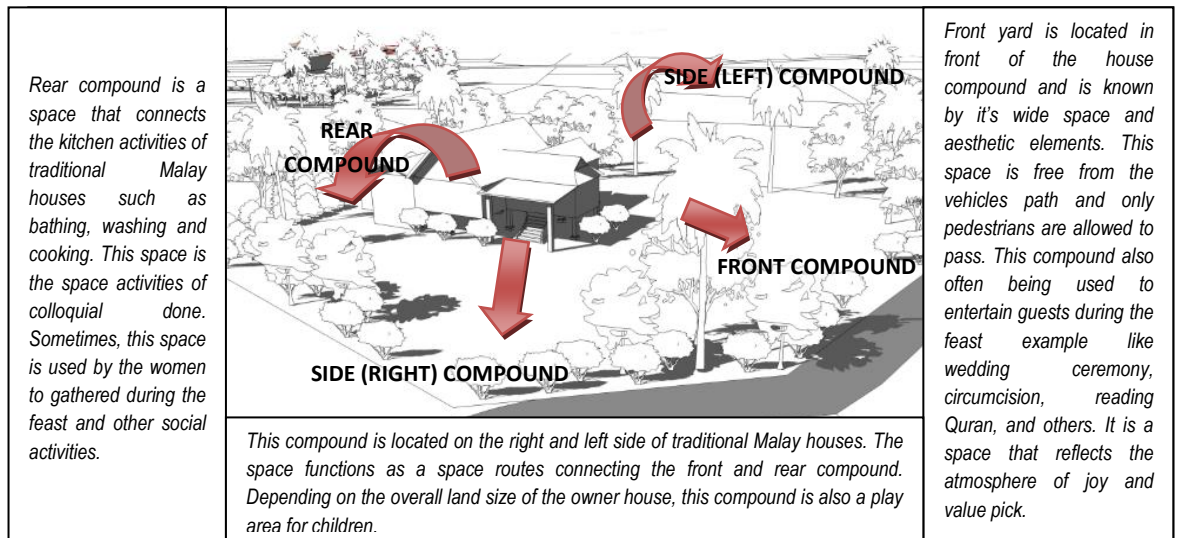 Rear compound is a
space that connects
the kitchen activities of
traditional Malay
houses such as
bathing, washing and
cooking. This space is
the space activities of
colloquial done.
Sometimes, this space
is used by the women
to gathered during the
feast and other social
activities.
SIDE (LEFT) COMPOUND
REAR
COMPOUND
FRONT COMPOUND
SIDE (RIGHT) COMPOUND
This compound is located on the right and left side of traditional Malay houses. The
space functions as a space routes connecting the front and rear compound.
Depending on the overall land size of the owner house, this compound is also a play
area for children.
Front yard is located in
front of the house
compound and is known
by it's wide space and
aesthetic elements. This
space is free from the
vehicles path and only
pedestrians are allowed to
pass. This compound also
often being used to
entertain guests during the
feast example like
wedding ceremony,
circumcision, reading
Quran, and others. It is a
space that reflects the
atmosphere of joy and
value pick.